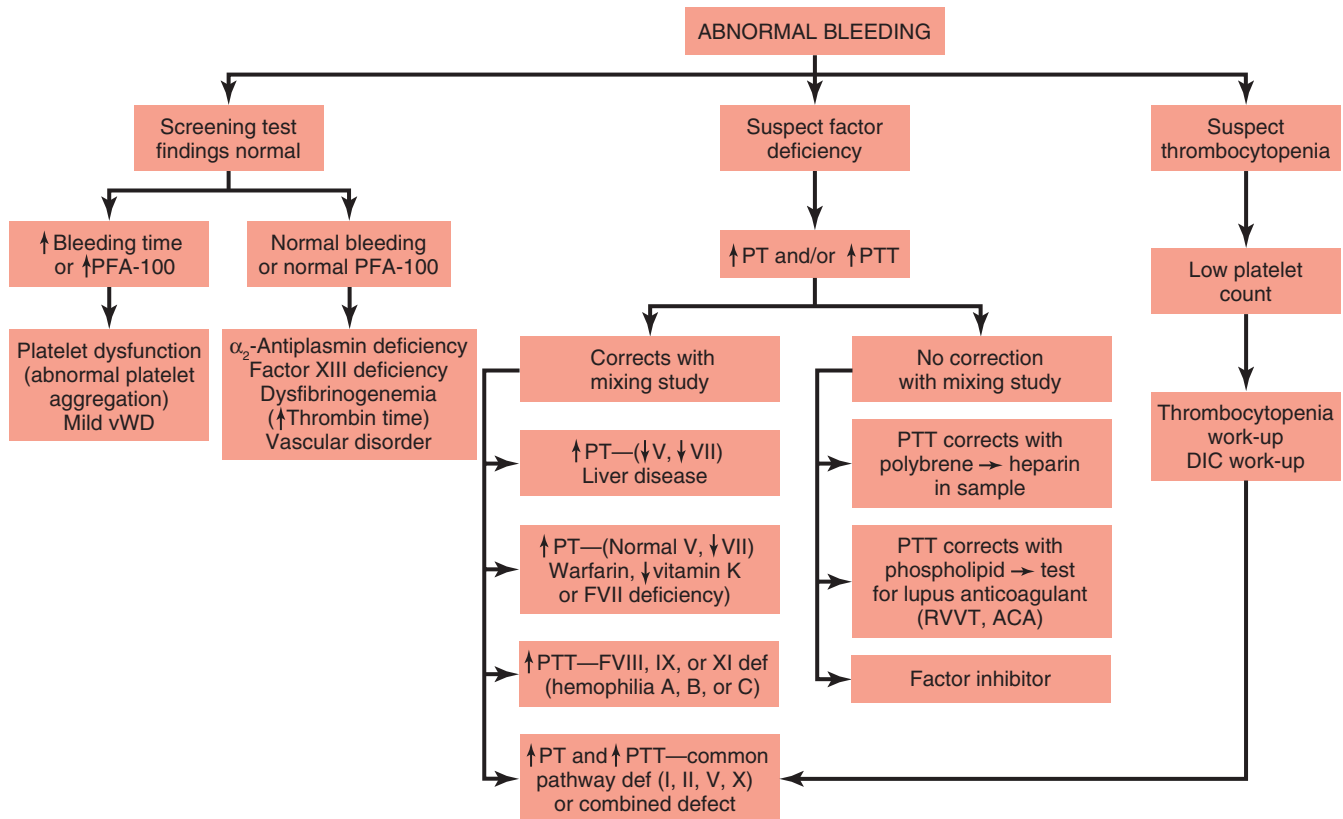 ABNORMAL BLEEDING
Screening test
findings normal
Suspect factor
deficiency
Suspect
thrombocytopenia
↑Bleeding time
or ↑PFA-100
Normal bleeding
or normal PFA-100
↑PT and/or ↑PTT
Low platelet
count
Platelet dysfunction
(abnormal platelet
aggregation)
Mild vWD
α₂-Antiplasmin deficiency
Factor XIII deficiency
Dysfibrinogenemia
(↑Thrombin time)
Vascular disorder
Corrects with
mixing study
No correction
with mixing study
Thrombocytopenia
work-up
DIC work-up
↑PT—(↓V, ↓VII)
Liver disease
PTT corrects with
polybrene → heparin
in sample
↑PT—(Normal V, ↓VII)
Warfarin, ↓vitamin K
or FVII deficiency)
PTT corrects with
phospholipid → test
for lupus anticoagulant
(RVVT, ACA)
↑PTT—FVIII, IX, or XI def
(hemophilia A, B, or C)
Factor inhibitor
↑PT and ↑PTT—common
pathway def (I, II, V, X)
or combined defect